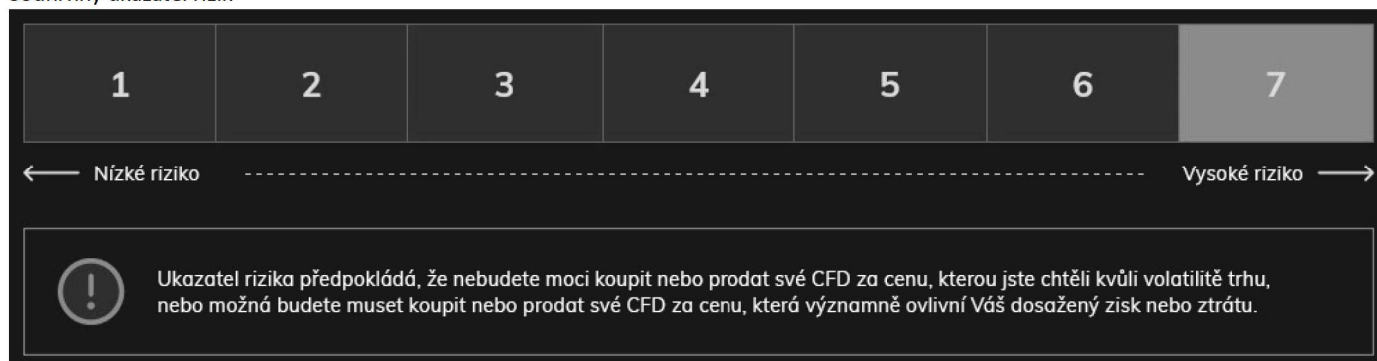 1 2 3 4 5 6 7
Nízké riziko Vysoké riziko
Ukazatel rizika předpokládá, že nebudete moci koupit nebo prodat své CFD za cenu, kterou jste chtěli kvůli volatilitě trhu,
nebo možná budete muset koupit nebo prodat své CFD za cenu, která významně ovlivní Váš dosažený zisk nebo ztrátu.